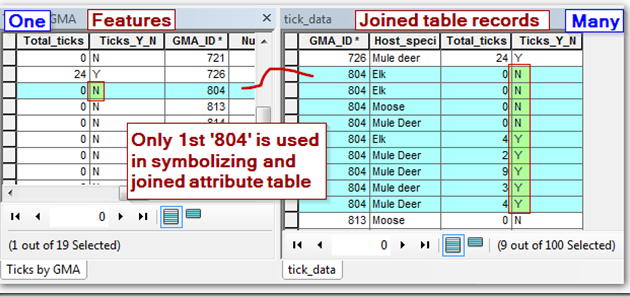 One Features GMA ×
Total_ticks Ticks_Y_N GMA_ID * Nu
0 N 721
24 Y 726
0 N 804
0 N 813
0 N 814
0 N
0 N
0 N
0 N
0 N
Only 1st '804' is used
in symbolizing and
joined attribute table
0
(1 out of 19 Selected)
Ticks by GMA
tick_data Joined table records Many
GMA_ID * Host_speci Total_ticks Ticks_Y_N
726 Mule deer 24 Y
804 Elk 0 N
804 Elk 0 N
804 Moose 0 N
804 Mule Deer 0 N
804 Elk 4 Y
804 Mule Deer 2 Y
804 Mule Deer 9 Y
804 Mule deer 3 Y
804 Mule Deer 4 Y
813 Moose 0 N
0
(9 out of 100 Selected)
tick_data